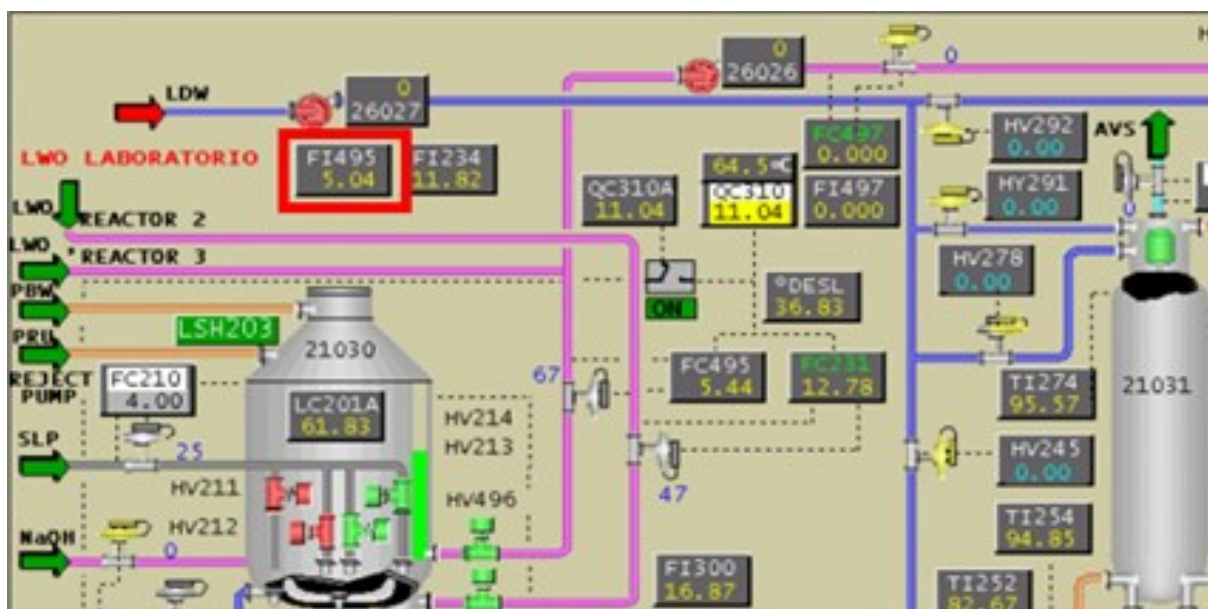 0
26026
0
LDW
0
26027
LWO LABORATORIO
FI495
5.04
FI234
11.82
FC497
0.000
HV292
0.00
AVS
64.5ºC
QC310A
11.04
QC310
11.04
FI497
0.000
HY291
0.00
0
LWO
REACTOR 2
LWO
REACTOR 3
HV278
0.00
PBW
ON
ºDESL
36.83
LSH203
PRU
21030
REJECT
PUMP
FC210
4.00
67
FC495
5.44
FC231
12.78
TI274
95.57
21031
LC201A
61.83
HV214
HV213
SLP
25
HV245
0.00
47
HV211
HV496
HV212
TI254
94.85
NaOH
0
FI300
16.87
TI252
82.67